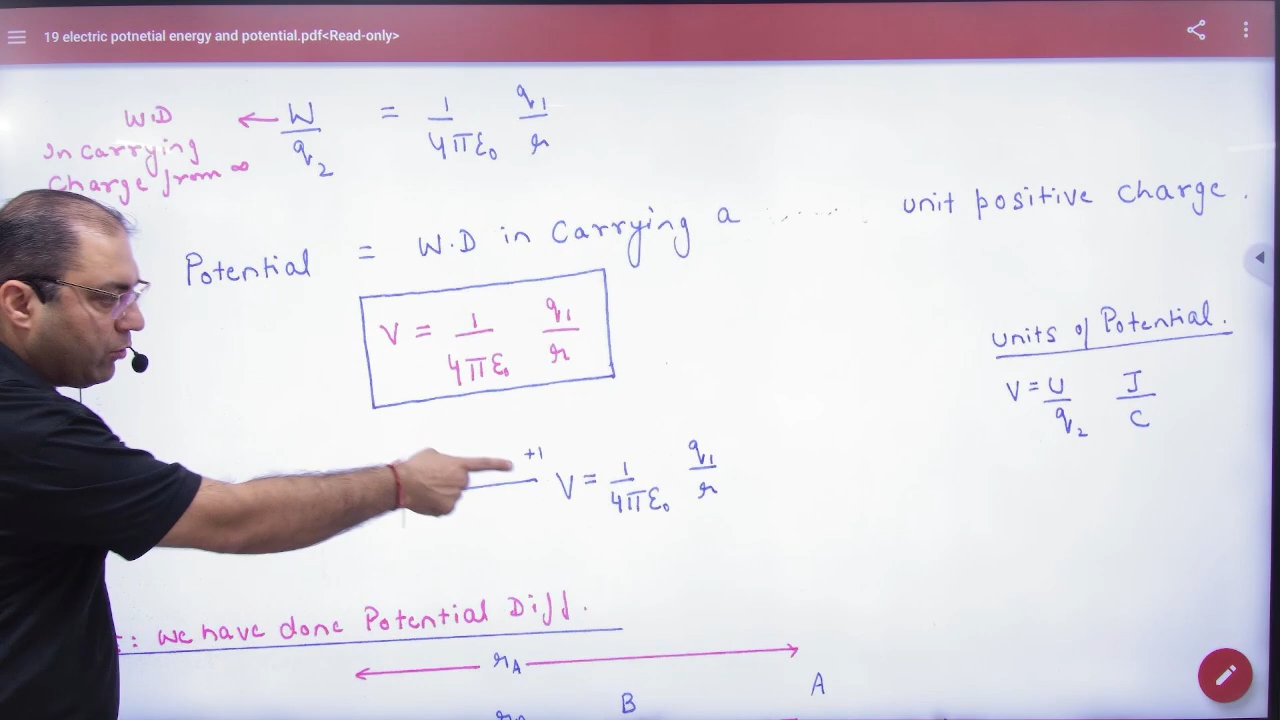 19 electric potnetial energy and potential.pdf<Read-only>
W.D ← W/q₂ = 1/4πε₀ q₁/r
In carrying
Charge from ∞
Potential = W.D in Carrying a ...... unit positive charge.
V = 1/4πε₀ q₁/r
units of Potential.
V = U/q₂ J/C
+1
V = 1/4πε₀ q₁/r
: we have done Potential Diff.
r_A
A
B